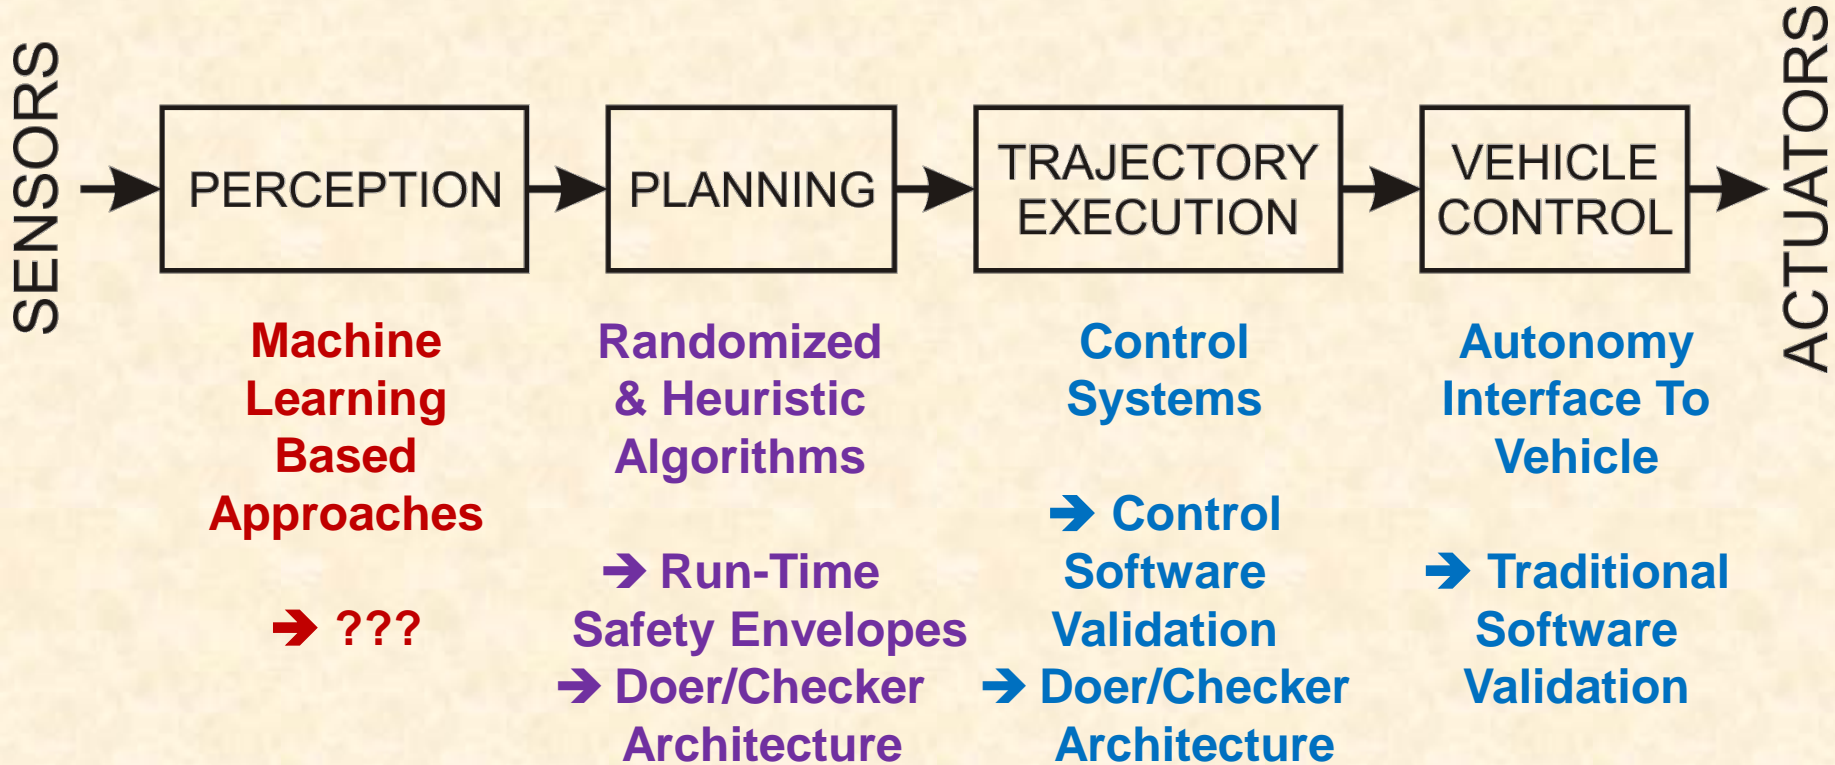 SENSORS
PERCEPTION
PLANNING
TRAJECTORY
EXECUTION
VEHICLE
CONTROL
ACTUATORS
Machine
Learning
Based
Approaches
➔ ???
Randomized
& Heuristic
Algorithms
➔ Run-Time
Safety Envelopes
➔ Doer/Checker
Architecture
Control
Systems
➔ Control
Software
Validation
➔ Doer/Checker
Architecture
Autonomy
Interface To
Vehicle
➔ Traditional
Software
Validation